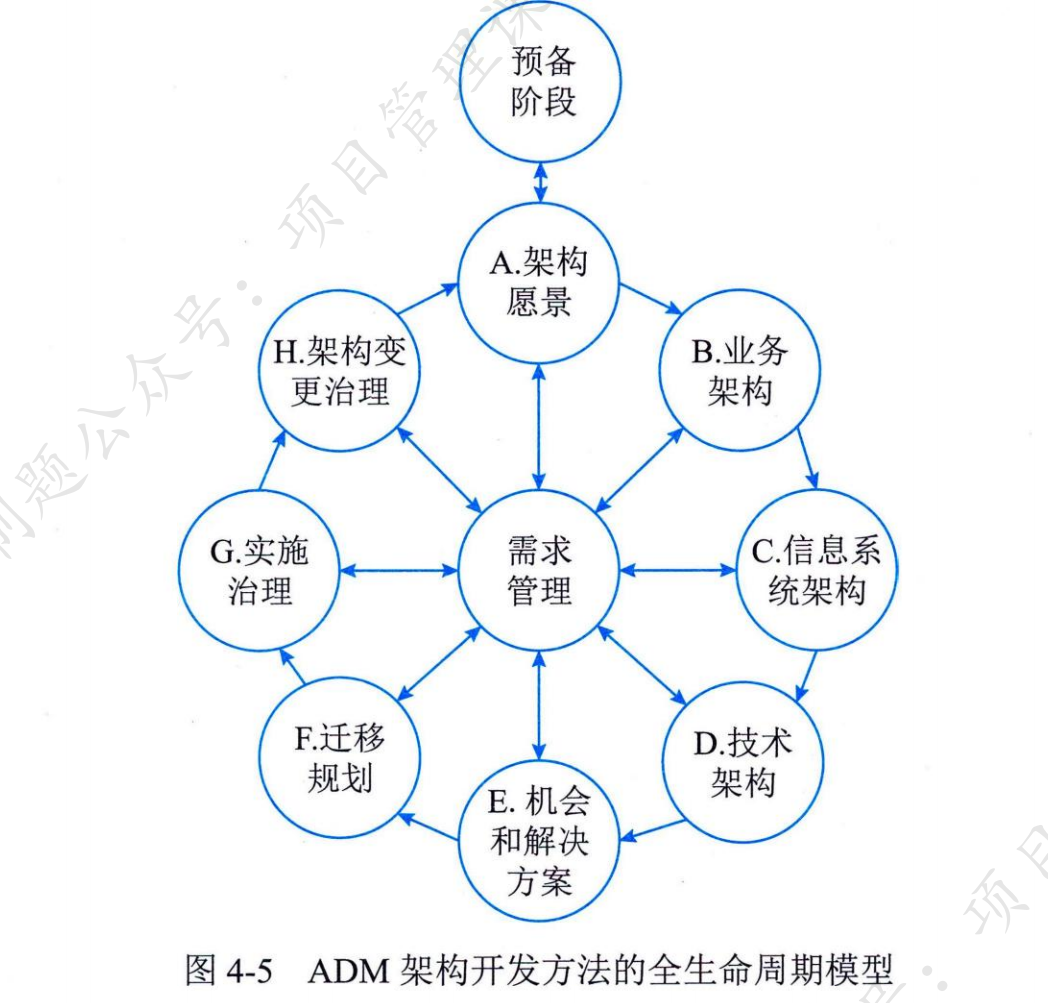 预备
阶段
A.架构
愿景
H.架构变
更治理
B.业务
架构
G.实施
治理
需求
管理
C.信息系
统架构
F.迁移
规划
D.技术
架构
E. 机会
和解决
方案
图 4-5 ADM 架构开发方法的全生命周期模型
刷题公众号：项目管理课
项目
号：